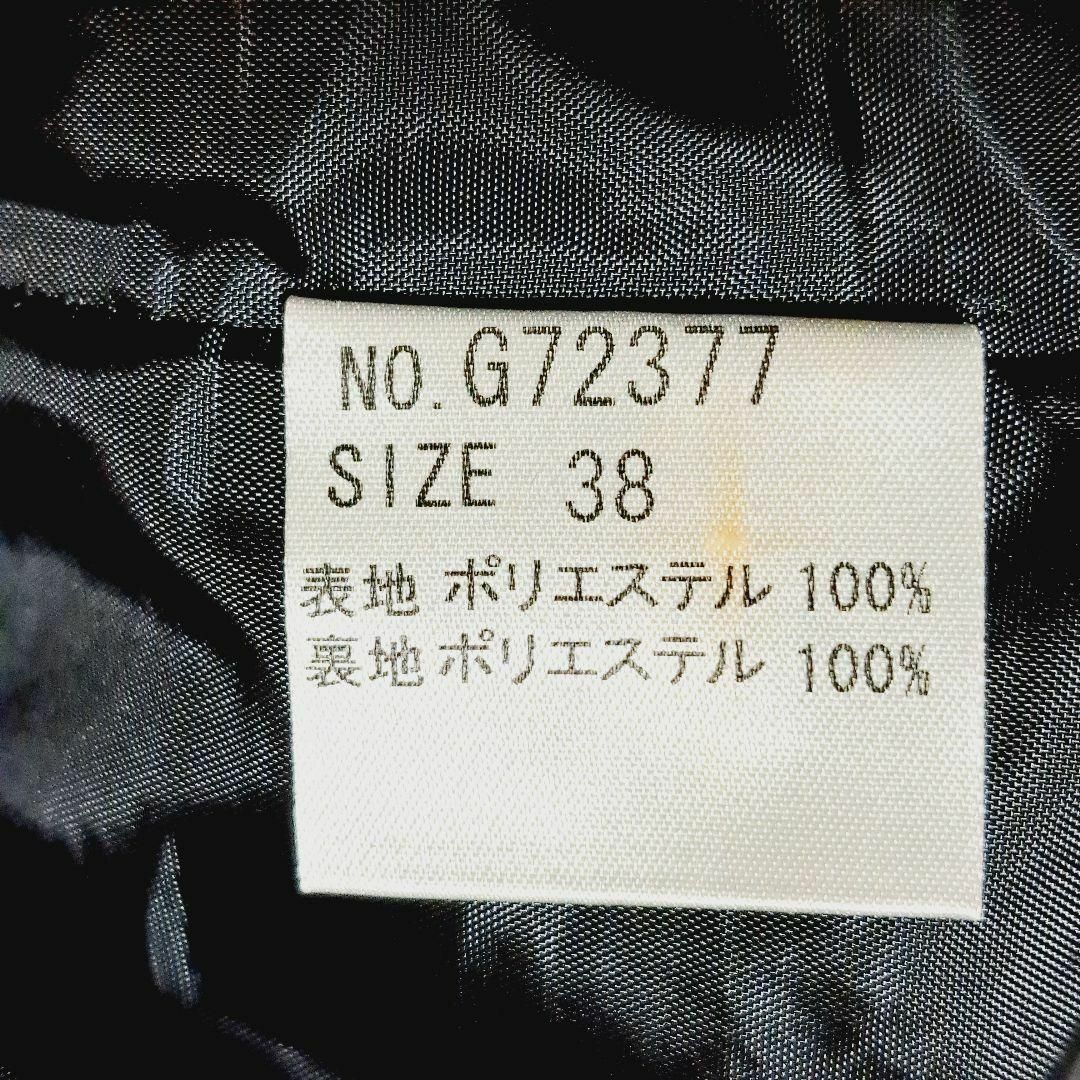 NO. G72377
SIZE 38
表地 ポリエステル 100%
裏地 ポリエステル 100%